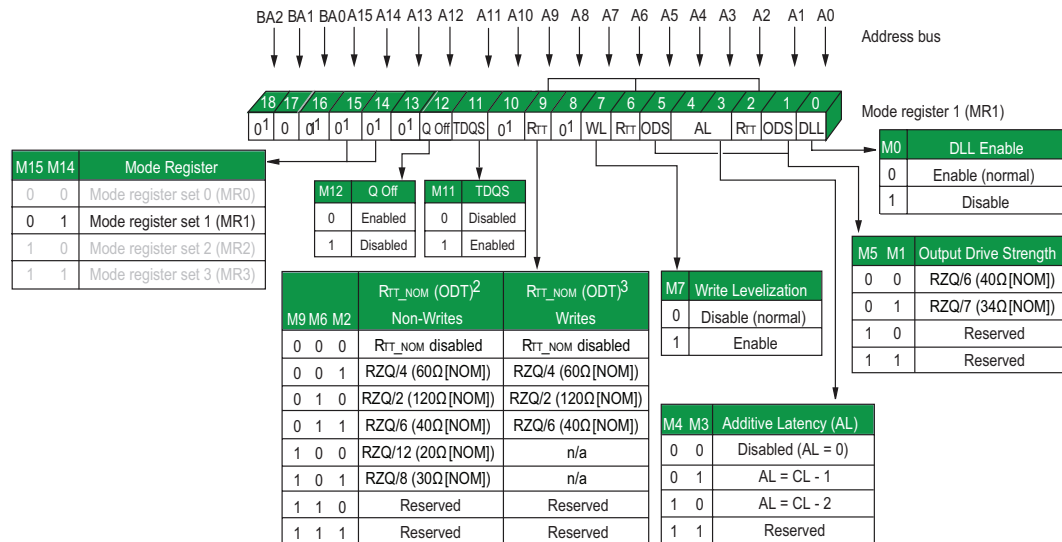 BA2 BA1 BA0 A15 A14 A13 A12 A11 A10 A9 A8 A7 A6 A5 A4 A3 A2 A1 A0
Address bus
18 17 16 15 14 13 12 11 10 9 8 7 6 5 4 3 2 1 0
Mode register 1 (MR1)
0¹ 0 0¹ 0¹ 0¹ 0¹ Q Off TDQS 0¹ RTT 0¹ WL RTT ODS AL RTT ODS DLL
M15 M14 Mode Register
0 0 Mode register set 0 (MR0)
0 1 Mode register set 1 (MR1)
1 0 Mode register set 2 (MR2)
1 1 Mode register set 3 (MR3)
M12 Q Off
0 Enabled
1 Disabled
M11 TDQS
0 Disabled
1 Enabled
M0 DLL Enable
0 Enable (normal)
1 Disable
M5 M1 Output Drive Strength
0 0 RZQ/6 (40Ω[NOM])
0 1 RZQ/7 (34Ω[NOM])
1 0 Reserved
1 1 Reserved
M7 Write Levelization
0 Disable (normal)
1 Enable
RTT_NOM (ODT)² RTT_NOM (ODT)³
M9 M6 M2 Non-Writes Writes
0 0 0 RTT_NOM disabled RTT_NOM disabled
0 0 1 RZQ/4 (60Ω[NOM]) RZQ/4 (60Ω[NOM])
0 1 0 RZQ/2 (120Ω[NOM]) RZQ/2 (120Ω[NOM])
0 1 1 RZQ/6 (40Ω[NOM]) RZQ/6 (40Ω[NOM])
1 0 0 RZQ/12 (20Ω[NOM]) n/a
1 0 1 RZQ/8 (30Ω[NOM]) n/a
1 1 0 Reserved Reserved
1 1 1 Reserved Reserved
M4 M3 Additive Latency (AL)
0 0 Disabled (AL = 0)
0 1 AL = CL - 1
1 0 AL = CL - 2
1 1 Reserved